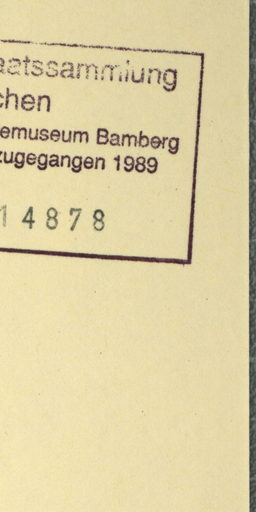 aatssammlung
chen
emuseum Bamberg
zugegangen 1989
14878